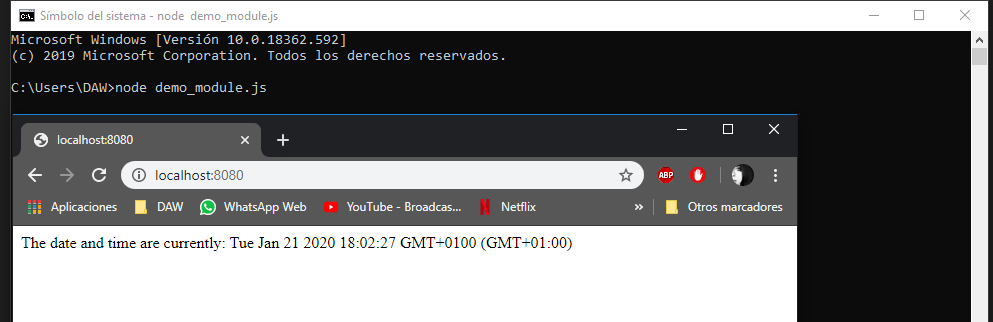 Símbolo del sistema - node demo_module.js
Microsoft Windows [Versión 10.0.18362.592]
(c) 2019 Microsoft Corporation. Todos los derechos reservados.
C:\Users\DAW>node demo_module.js
localhost:8080
localhost:8080
ABP
Aplicaciones DAW WhatsApp Web YouTube - Broadcas... Netflix » Otros marcadores
The date and time are currently: Tue Jan 21 2020 18:02:27 GMT+0100 (GMT+01:00)